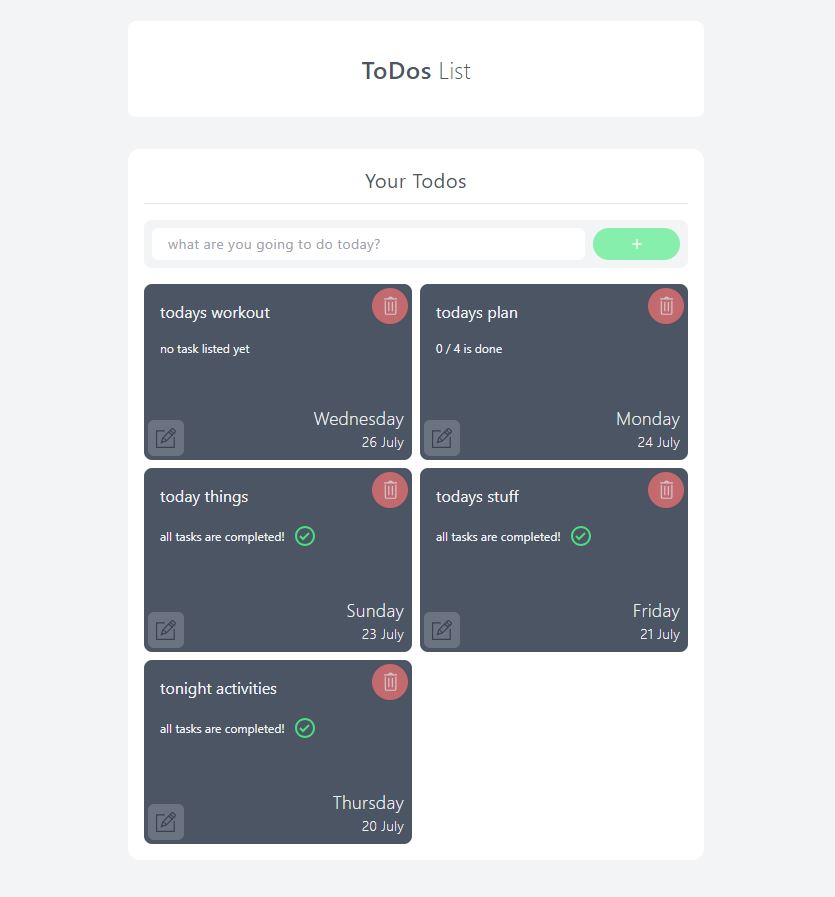 ToDos List
Your Todos
what are you going to do today?
+
todays workout
no task listed yet
Wednesday
26 July
todays plan
0 / 4 is done
Monday
24 July
today things
all tasks are completed!
Sunday
23 July
todays stuff
all tasks are completed!
Friday
21 July
tonight activities
all tasks are completed!
Thursday
20 July